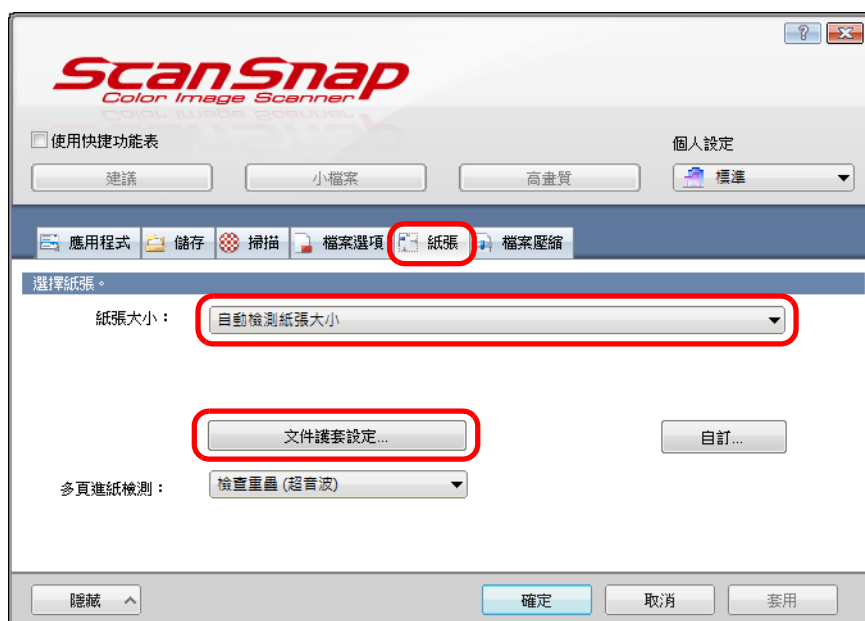 ScanSnap
Color Image Scanner
使用快捷功能表
個人設定
建議 小檔案 高畫質 標準
應用程式 儲存 掃描 檔案選項 紙張 檔案壓縮
選擇紙張。
紙張大小： 自動檢測紙張大小
文件護套設定... 自訂...
多頁進紙檢測： 檢查重疊 (超音波)
隱藏 確定 取消 套用